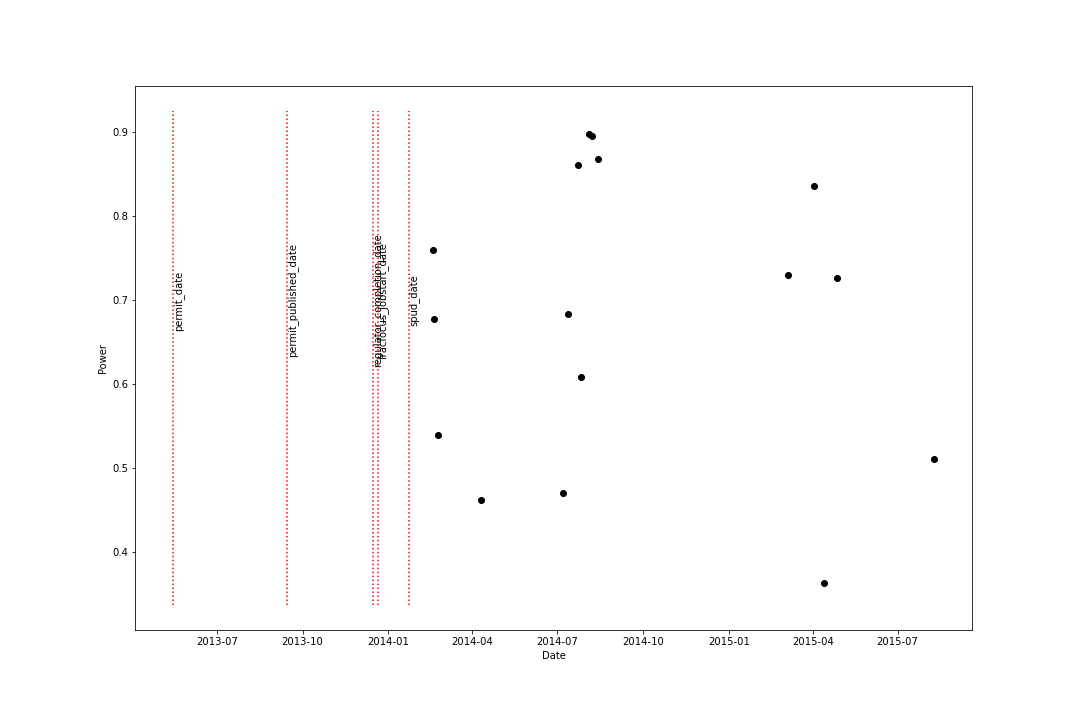 0.9
0.8
0.7
0.6
0.5
0.4
Power
permit_date
permit_published_date
regulator_completion_date
fracfocus_jobstart_date
spud_date
2013-07 2013-10 2014-01 2014-04 2014-07 2014-10 2015-01 2015-04 2015-07
Date